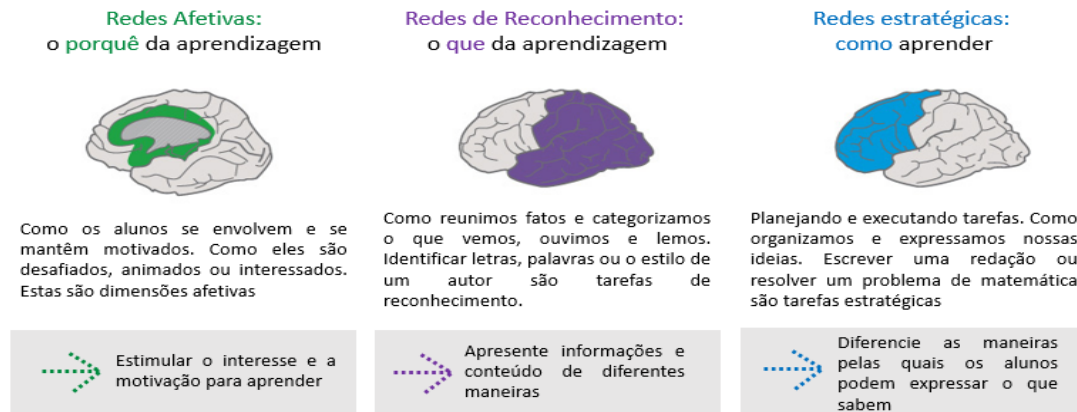 Redes Afetivas:
o porquê da aprendizagem
Como os alunos se envolvem e se
mantêm motivados. Como eles são
desafiados, animados ou interessados.
Estas são dimensões afetivas
Estimular o interesse e a
motivação para aprender
Redes de Reconhecimento:
o que da aprendizagem
Como reunimos fatos e categorizamos
o que vemos, ouvimos e lemos.
Identificar letras, palavras ou o estilo de
um autor são tarefas de
reconhecimento.
Apresente informações e
conteúdo de diferentes
maneiras
Redes estratégicas:
como aprender
Planejando e executando tarefas. Como
organizamos e expressamos nossas
ideias. Escrever uma redação ou
resolver um problema de matemática
são tarefas estratégicas
Diferencie as maneiras
pelas quais os alunos
podem expressar o que
sabem